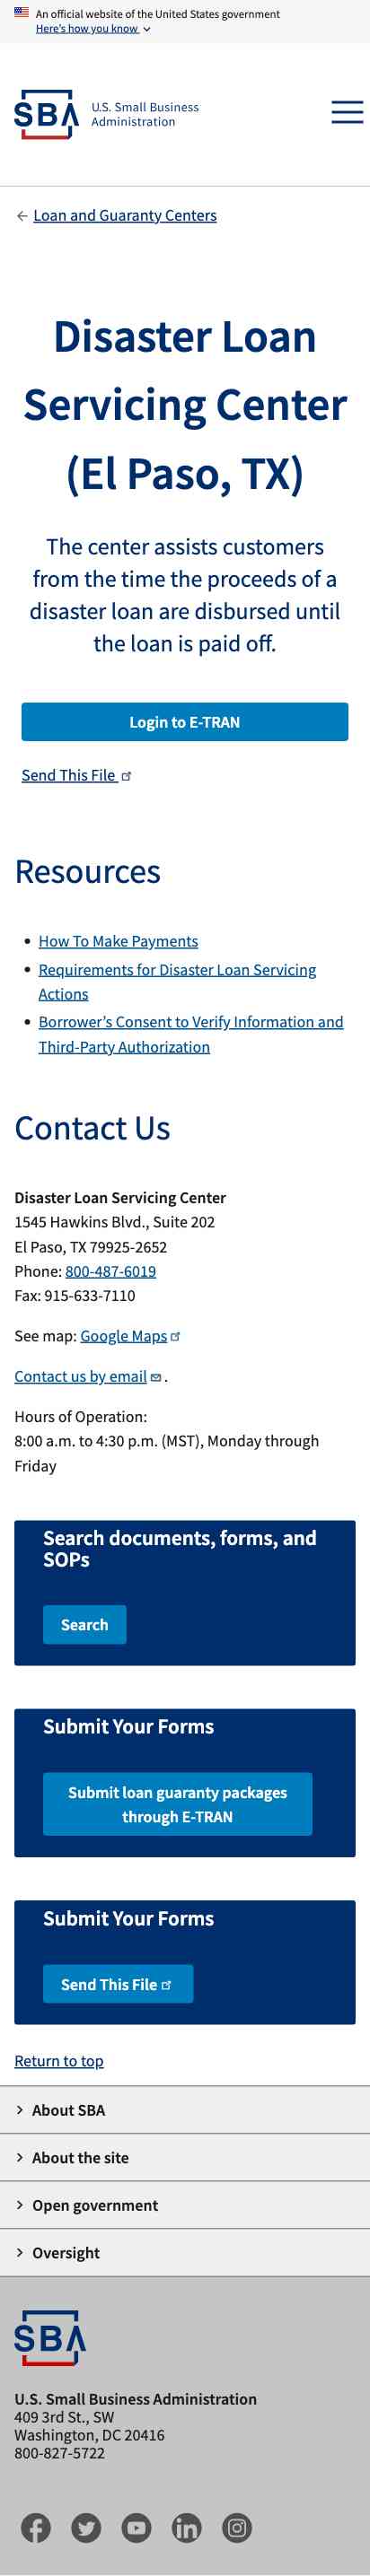 An official website of the United States government
Here's how you know
SBA
U.S. Small Business
Administration
Loan and Guaranty Centers
Disaster Loan
Servicing Center
(El Paso, TX)
The center assists customers
from the time the proceeds of a
disaster loan are disbursed until
the loan is paid off.
Login to E-TRAN
Send This File
Resources
How To Make Payments
Requirements for Disaster Loan Servicing
Actions
Borrower’s Consent to Verify Information and
Third-Party Authorization
Contact Us
Disaster Loan Servicing Center
1545 Hawkins Blvd., Suite 202
El Paso, TX 79925-2652
Phone: 800-487-6019
Fax: 915-633-7110
See map: Google Maps
Contact us by email .
Hours of Operation:
8:00 a.m. to 4:30 p.m. (MST), Monday through
Friday
Search documents, forms, and
SOPs
Search
Submit Your Forms
Submit loan guaranty packages
through E-TRAN
Submit Your Forms
Send This File
Return to top
About SBA
About the site
Open government
Oversight
SBA
U.S. Small Business Administration
409 3rd St., SW
Washington, DC 20416
800-827-5722